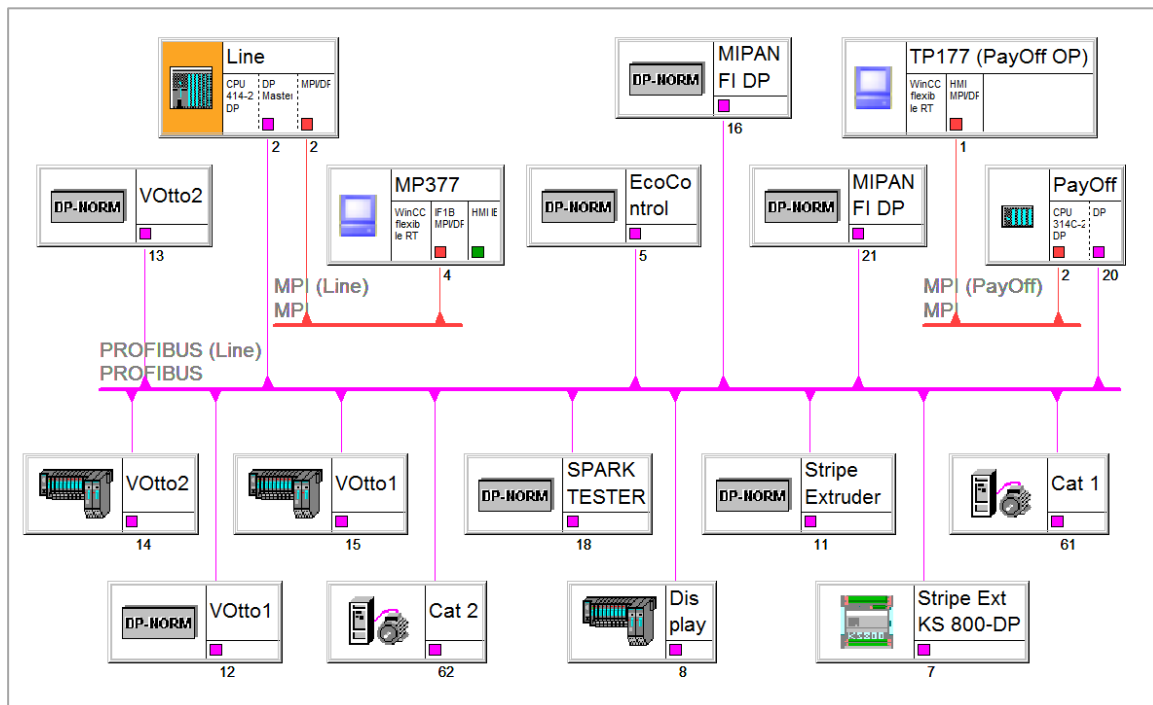 Line
CPU
414-2
DP
DP
Master
MPI/DP
2
2
DP-NORM
MIPAN
FI DP
16
TP177 (PayOff OP)
WinCC
flexib
le RT
HMI
MPI/DP
1
DP-NORM
VOtto2
13
MP377
WinCC
flexib
le RT
IF1B
MPI/DP
HMI IE
4
DP-NORM
EcoCo
ntrol
5
DP-NORM
MIPAN
FI DP
21
PayOff
CPU
314C-2
DP
DP
2
20
MPI (Line)
MPI
MPI (PayOff)
MPI
PROFIBUS (Line)
PROFIBUS
VOtto2
14
VOtto1
15
DP-NORM
SPARK
TESTER
18
DP-NORM
Stripe
Extruder
11
Cat 1
61
DP-NORM
VOtto1
12
Cat 2
62
Dis
play
8
KS800
Stripe Ext
KS 800-DP
7